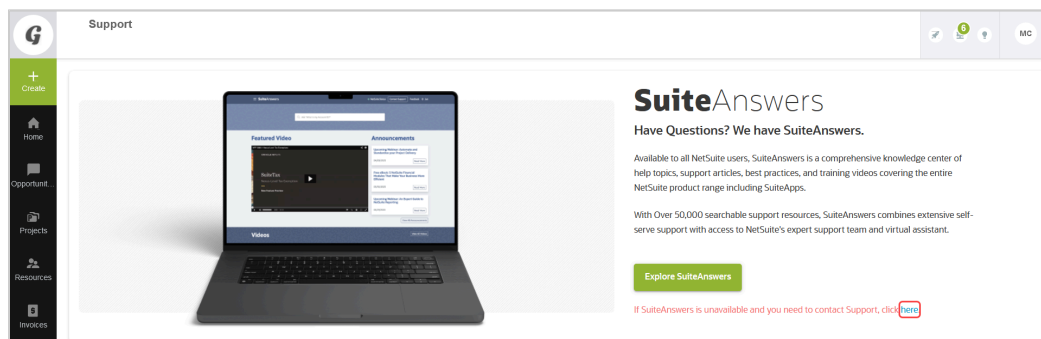 G
Support
6
MC
Create
Home
Opportunit...
Projects
Resources
Invoices
SuiteAnswers
Featured Video
Announcements
SuiteTax
Videos
SuiteAnswers
Have Questions? We have SuiteAnswers.
Available to all NetSuite users, SuiteAnswers is a comprehensive knowledge center of
help topics, support articles, best practices, and training videos covering the entire
NetSuite product range including SuiteApps.
With Over 50,000 searchable support resources, SuiteAnswers combines extensive self-
serve support with access to NetSuite's expert support team and virtual assistant.
Explore SuiteAnswers
If SuiteAnswers is unavailable and you need to contact Support, click here